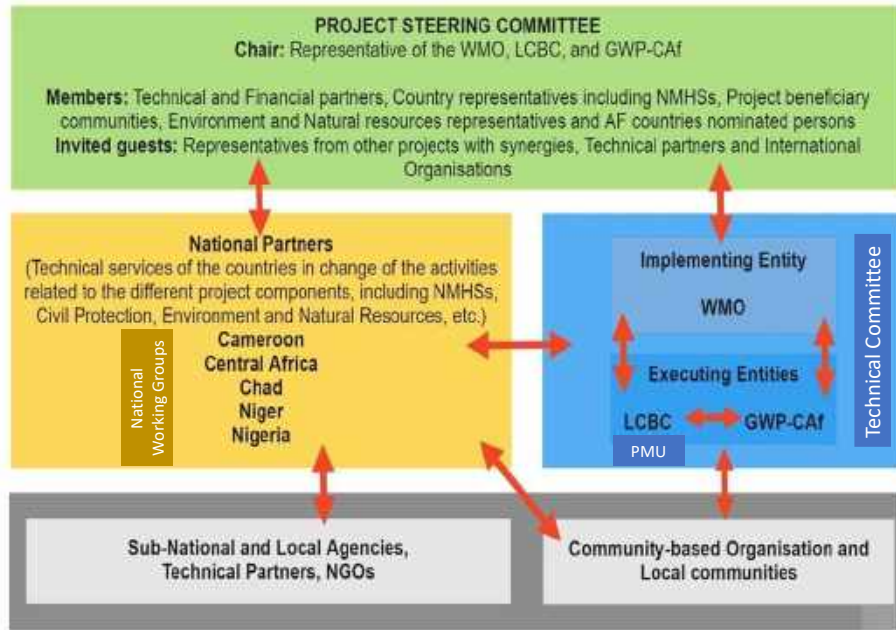 PROJECT STEERING COMMITTEE
Chair: Representative of the WMO, LCBC, and GWP-CAf
Members: Technical and Financial partners, Country representatives including NMHSs, Project beneficiary
communities, Environment and Natural resources representatives and AF countries nominated persons
Invited guests: Representatives from other projects with synergies, Technical partners and International
Organisations
National Partners
(Technical services of the countries in change of the activities
related to the different project components, including NMHSs,
Civil Protection, Environment and Natural Resources, etc.)
Cameroon
Central Africa
Chad
Niger
Nigeria
National
Working Groups
Implementing Entity
WMO
Executing Entities
LCBC
GWP-CAf
PMU
Technical Committee
Sub-National and Local Agencies,
Technical Partners, NGOs
Community-based Organisation and
Local communities